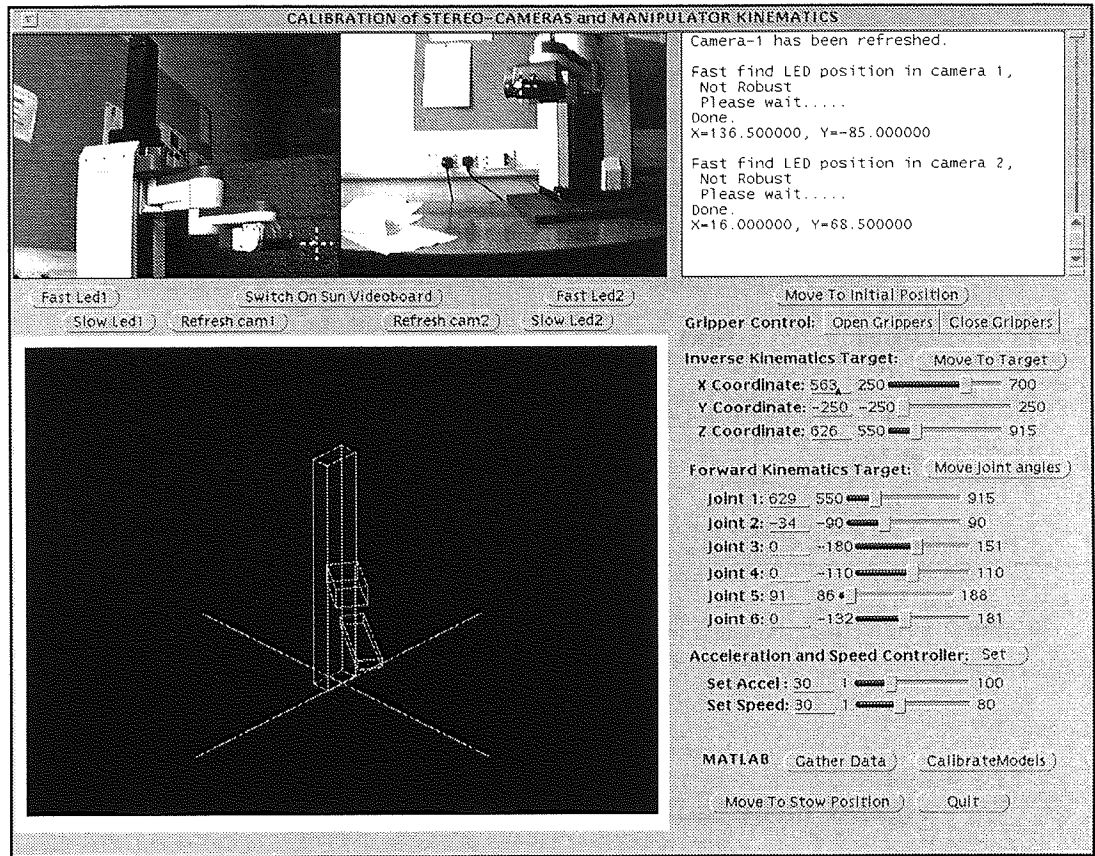 CALIBRATION of STEREO-CAMERAS and MANIPULATOR KINEMATICS
Camera-1 has been refreshed.
Fast find LED position in camera 1,
Not Robust
Please wait.....
Done.
X=136.500000, Y=-85.000000
Fast find LED position in camera 2,
Not Robust
Please wait.....
Done.
X=16.000000, Y=68.500000
Fast Led1 Switch On Sun Videoboard Fast Led2
Slow Led1 Refresh cam1 Refresh cam2 Slow Led2
Move To Initial Position
Gripper Control: Open Grippers Close Grippers
Inverse Kinematics Target: Move To Target
X Coordinate: 563 250 700
Y Coordinate: -250 -250 250
Z Coordinate: 626 550 915
Forward Kinematics Target: Move Joint angles
Joint 1: 629 550 915
Joint 2: -34 -90 90
Joint 3: 0 -180 151
Joint 4: 0 -110 110
Joint 5: 91 86 188
Joint 6: 0 -132 181
Acceleration and Speed Controller: Set
Set Accel : 30 1 100
Set Speed: 30 1 80
MATLAB Gather Data CalibrateModels
Move To Stow Position Quit